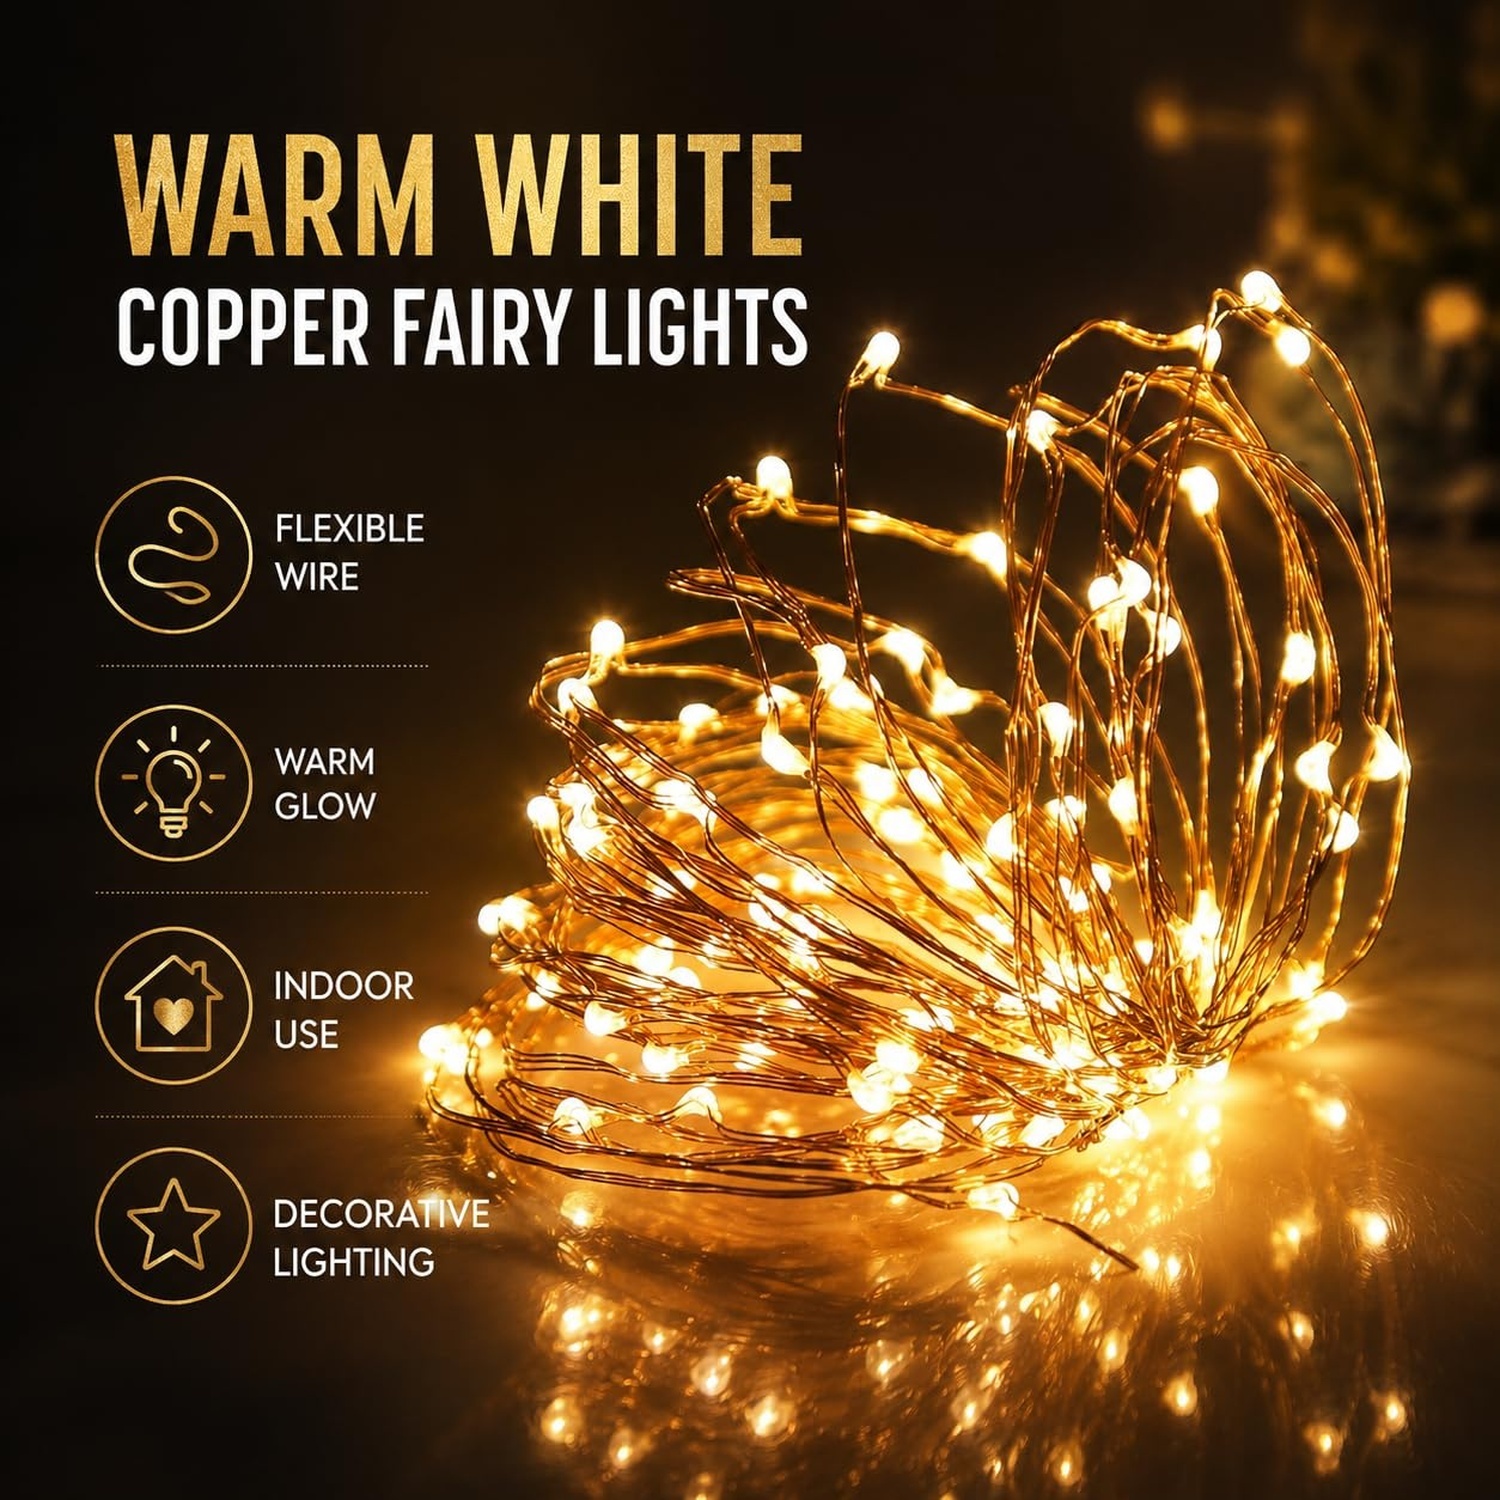 WARM WHITE
COPPER FAIRY LIGHTS
FLEXIBLE
WIRE
WARM
GLOW
INDOOR
USE
DECORATIVE
LIGHTING